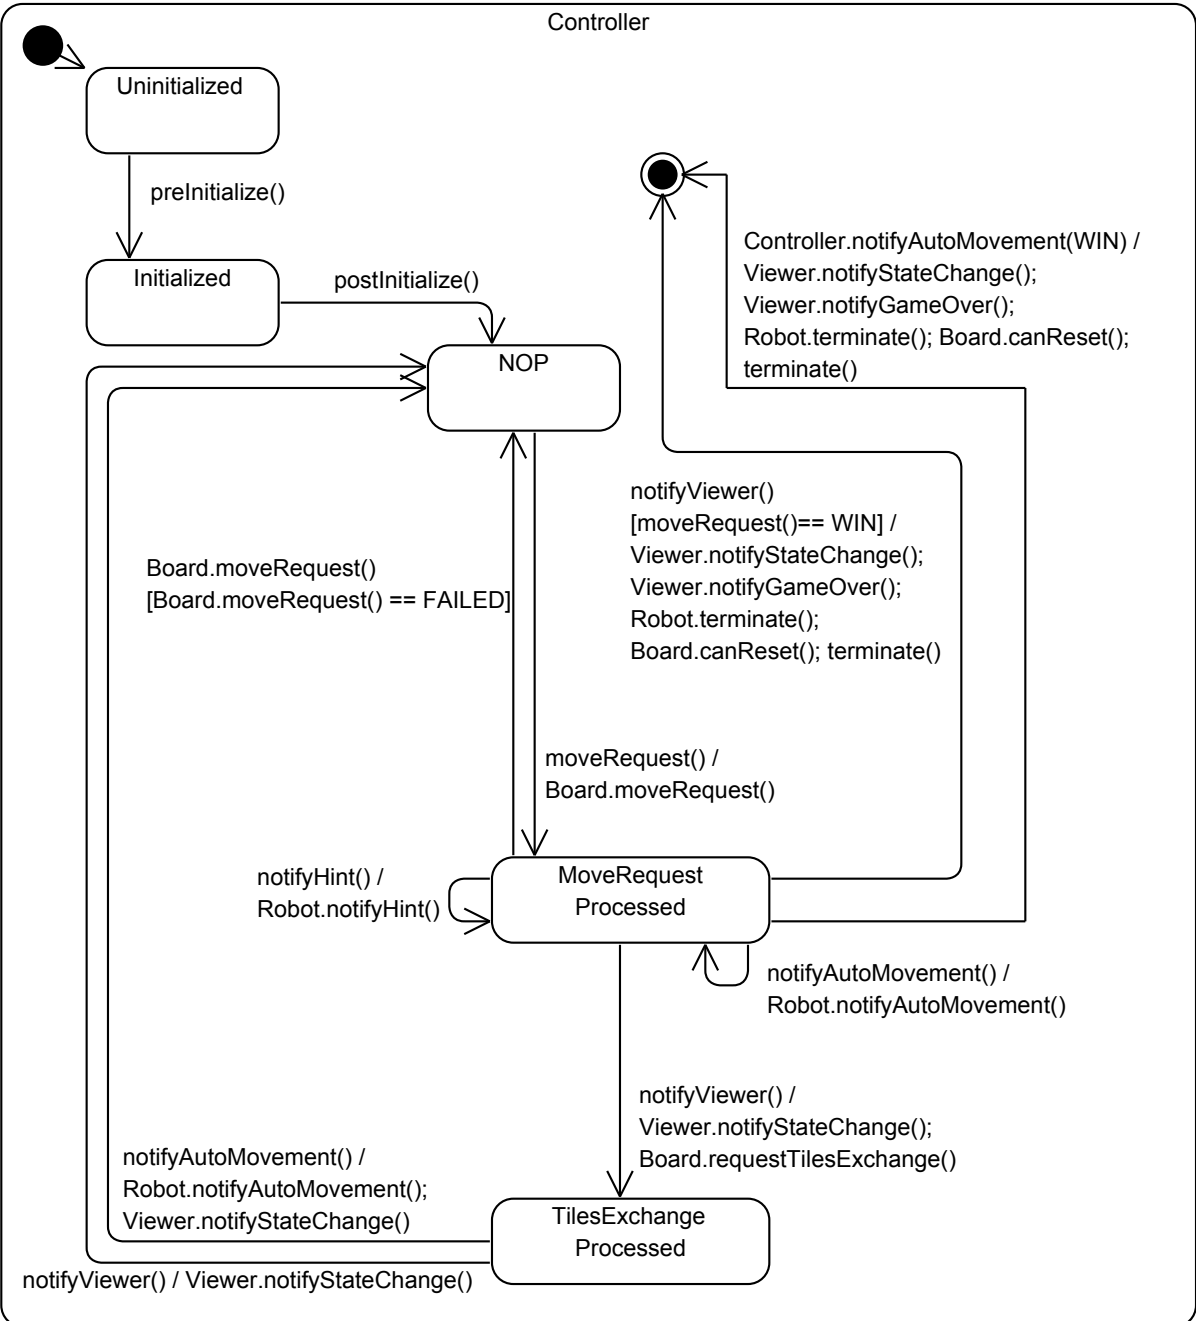 Controller
Uninitialized
preInitialize()
Initialized
postInitialize()
NOP
Controller.notifyAutoMovement(WIN) /
Viewer.notifyStateChange();
Viewer.notifyGameOver();
Robot.terminate(); Board.canReset();
terminate()
notifyViewer()
[moveRequest()== WIN] /
Viewer.notifyStateChange();
Viewer.notifyGameOver();
Robot.terminate();
Board.canReset(); terminate()
Board.moveRequest()
[Board.moveRequest() == FAILED]
moveRequest() /
Board.moveRequest()
notifyHint() /
Robot.notifyHint()
MoveRequest
Processed
notifyAutoMovement() /
Robot.notifyAutoMovement()
notifyViewer() /
Viewer.notifyStateChange();
Board.requestTilesExchange()
notifyAutoMovement() /
Robot.notifyAutoMovement();
Viewer.notifyStateChange()
TilesExchange
Processed
notifyViewer() / Viewer.notifyStateChange()